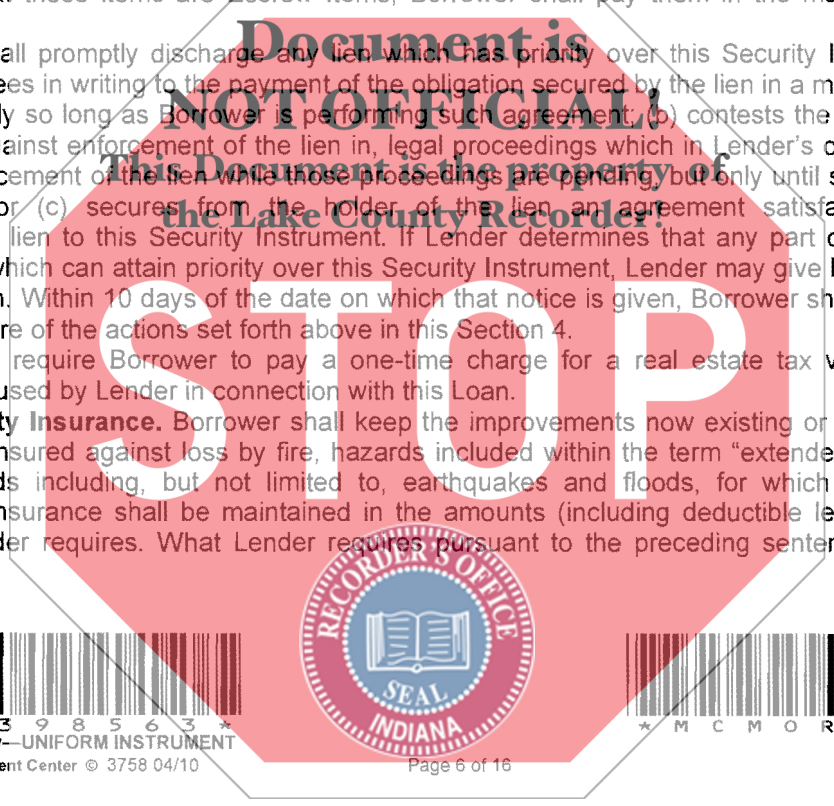 these items are Escrow Items, Borrower shall pay them in the
Document is
all promptly discharge any lien which has priority over this Security
NOT OFFICIAL!
ees in writing to the payment of the obligation secured by the lien in a m
y so long as Borrower is performing such agreement; (b) contests the
ainst enforcement of the lien in, legal proceedings which in Lender's o
This Document is the property of
cement of the lien while those proceedings are pending, but only until s
or (c) secures from the holder of the lien an agreement satisfa
the Lake County Recorder!
lien to this Security Instrument. If Lender determines that any part o
which can attain priority over this Security Instrument, Lender may give
n. Within 10 days of the date on which that notice is given, Borrower sh
re of the actions set forth above in this Section 4.
require Borrower to pay a one-time charge for a real estate tax v
used by Lender in connection with this Loan.
STOP
ty Insurance. Borrower shall keep the improvements now existing or
nsured against loss by fire, hazards included within the term “extende
ds including, but not limited to, earthquakes and floods, for which
nsurance shall be maintained in the amounts (including deductible le
der requires. What Lender requires pursuant to the preceding senten
RECORDER'S OFFICE
SEAL
INDIANA
3 9 8 5 6 3 *
* M C M O R
y—UNIFORM INSTRUMENT
ent Center © 3758 04/10
Page 6 of 16